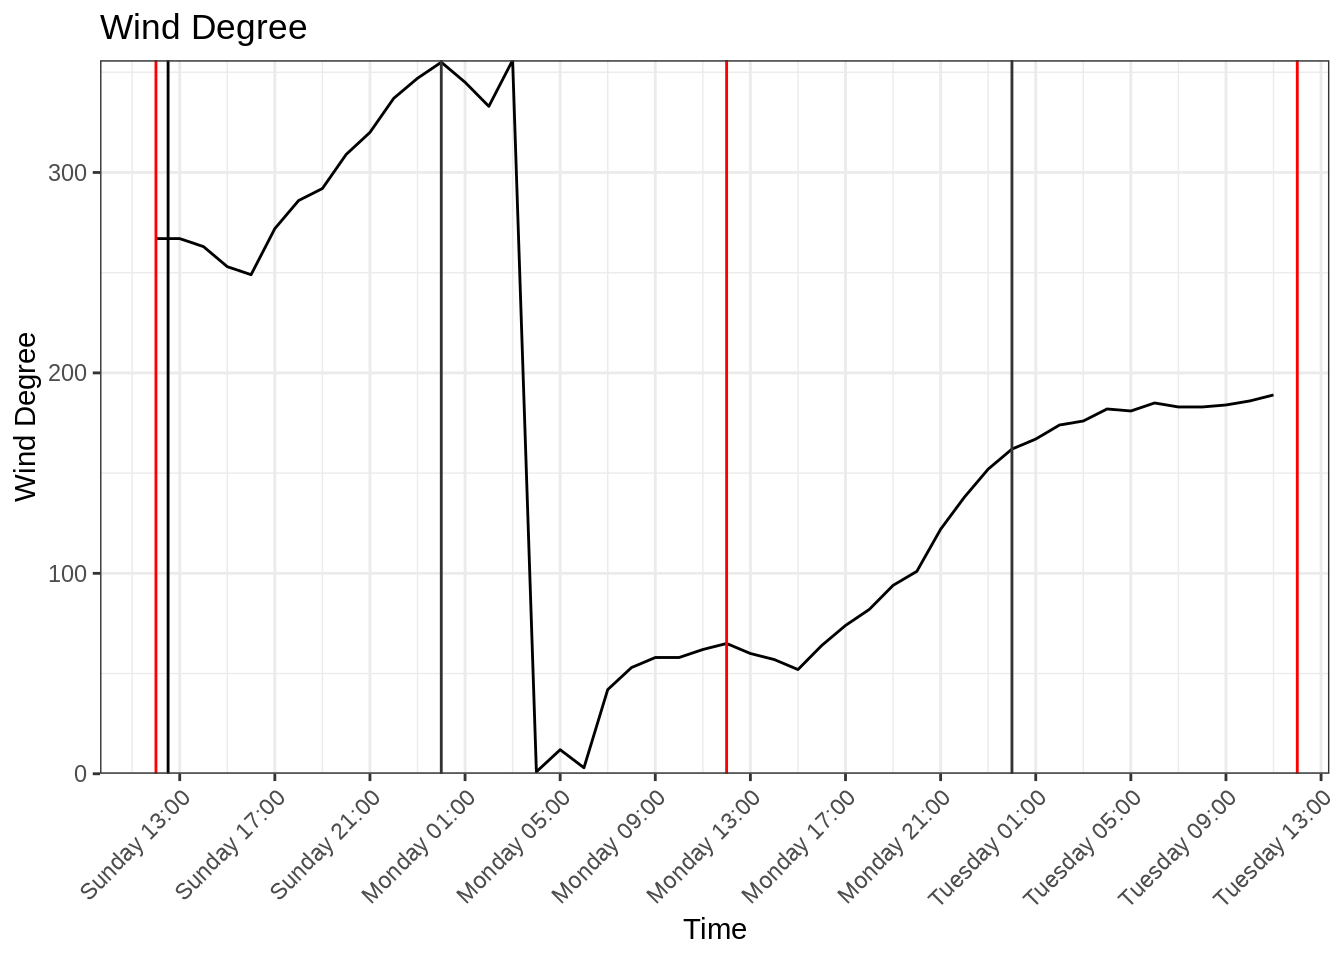 Wind Degree
Wind Degree
300
200
100
0
Sunday 13:00
Sunday 17:00
Sunday 21:00
Monday 01:00
Monday 05:00
Monday 09:00
Monday 13:00
Monday 17:00
Monday 21:00
Tuesday 01:00
Tuesday 05:00
Tuesday 09:00
Tuesday 13:00
Time